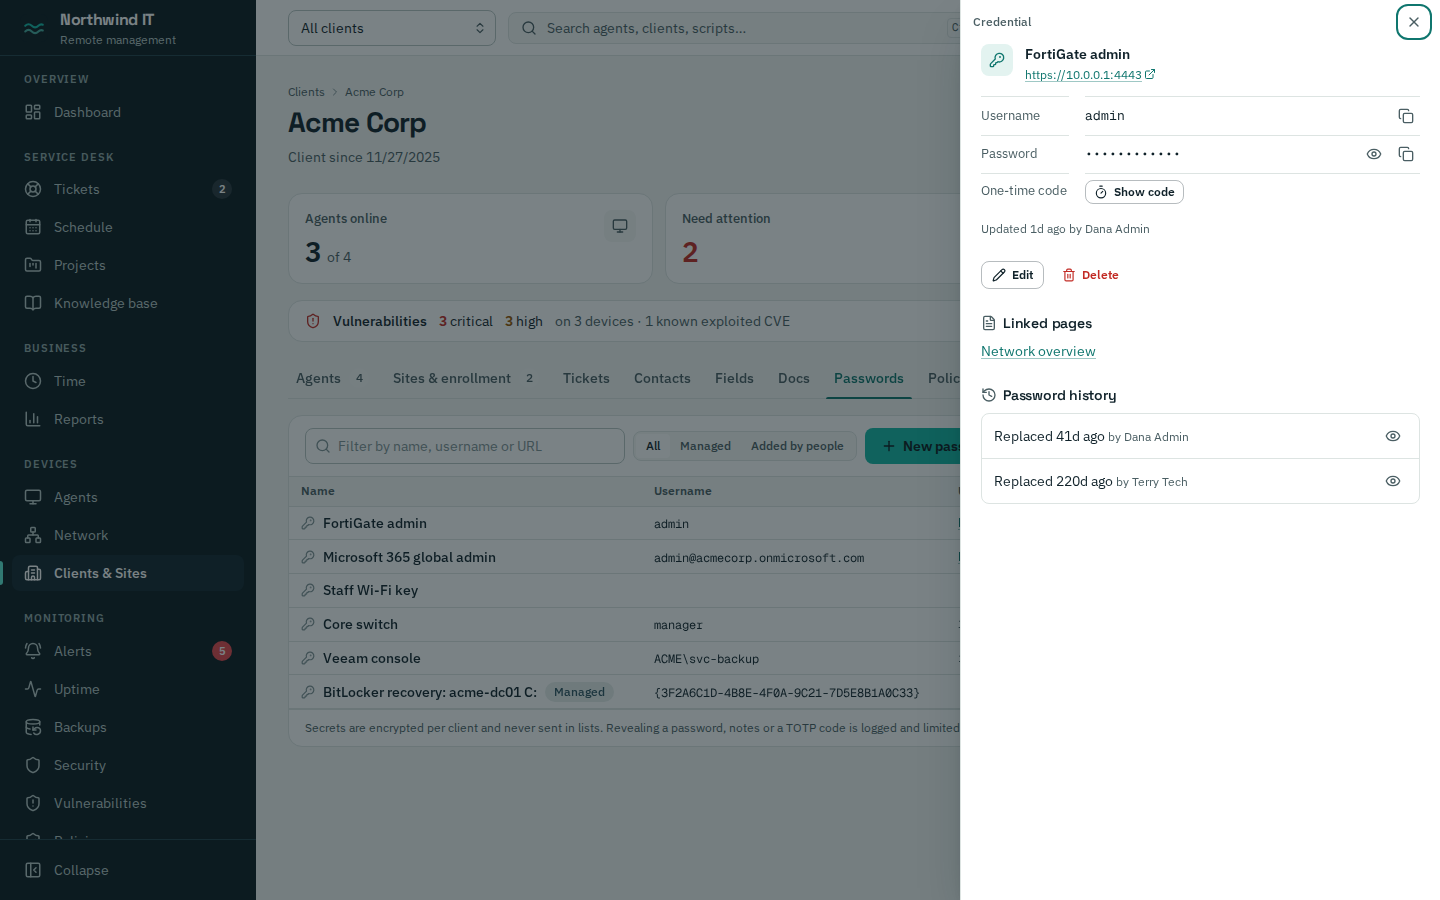 Northwind IT
Remote management
OVERVIEW
Dashboard
SERVICE DESK
Tickets 2
Schedule
Projects
Knowledge base
BUSINESS
Time
Reports
DEVICES
Agents
Network
Clients & Sites
MONITORING
Alerts 5
Uptime
Backups
Security
Vulnerabilities
Collapse
All clients
Search agents, clients, scripts...
Clients > Acme Corp
Acme Corp
Client since 11/27/2025
Agents online
3 of 4
Need attention
2
Vulnerabilities 3 critical 3 high on 3 devices · 1 known exploited CVE
Agents 4 Sites & enrollment 2 Tickets Contacts Fields Docs Passwords
Filter by name, username or URL
All Managed Added by people
+ New
Name Username
FortiGate admin admin
Microsoft 365 global admin admin@acmecorp.onmicrosoft.com
Staff Wi-Fi key
Core switch manager
Veeam console ACME\svc-backup
BitLocker recovery: acme-dc01 C: Managed {3F2A6C1D-4B8E-4F0A-9C21-7D5E8B1A0C33}
Secrets are encrypted per client and never sent in lists. Revealing a password, notes or a TOTP code is logged and limited
Credential
FortiGate admin
https://10.0.0.1:4443
Username admin
Password ••••••••••••
One-time code Show code
Updated 1d ago by Dana Admin
Edit Delete
Linked pages
Network overview
Password history
Replaced 41d ago by Dana Admin
Replaced 220d ago by Terry Tech